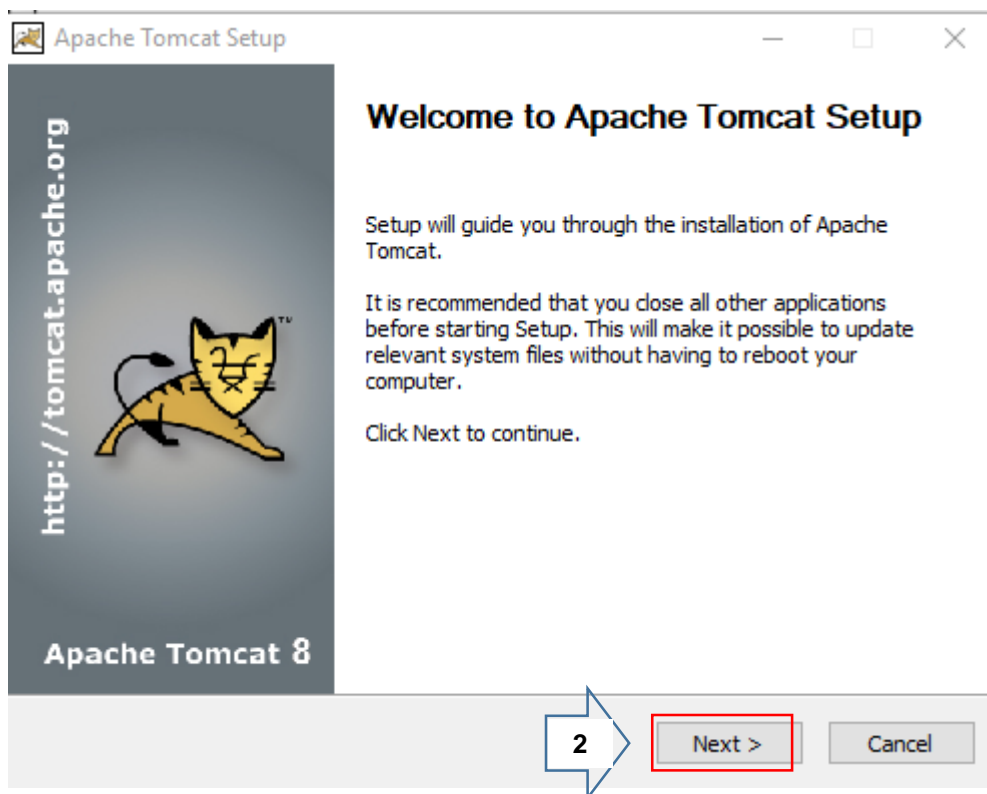 Apache Tomcat Setup
http://tomcat.apache.org
Welcome to Apache Tomcat Setup
Setup will guide you through the installation of Apache
Tomcat.
It is recommended that you close all other applications
before starting Setup. This will make it possible to update
relevant system files without having to reboot your
computer.
Click Next to continue.
TM
Apache Tomcat 8
2
Next >
Cancel